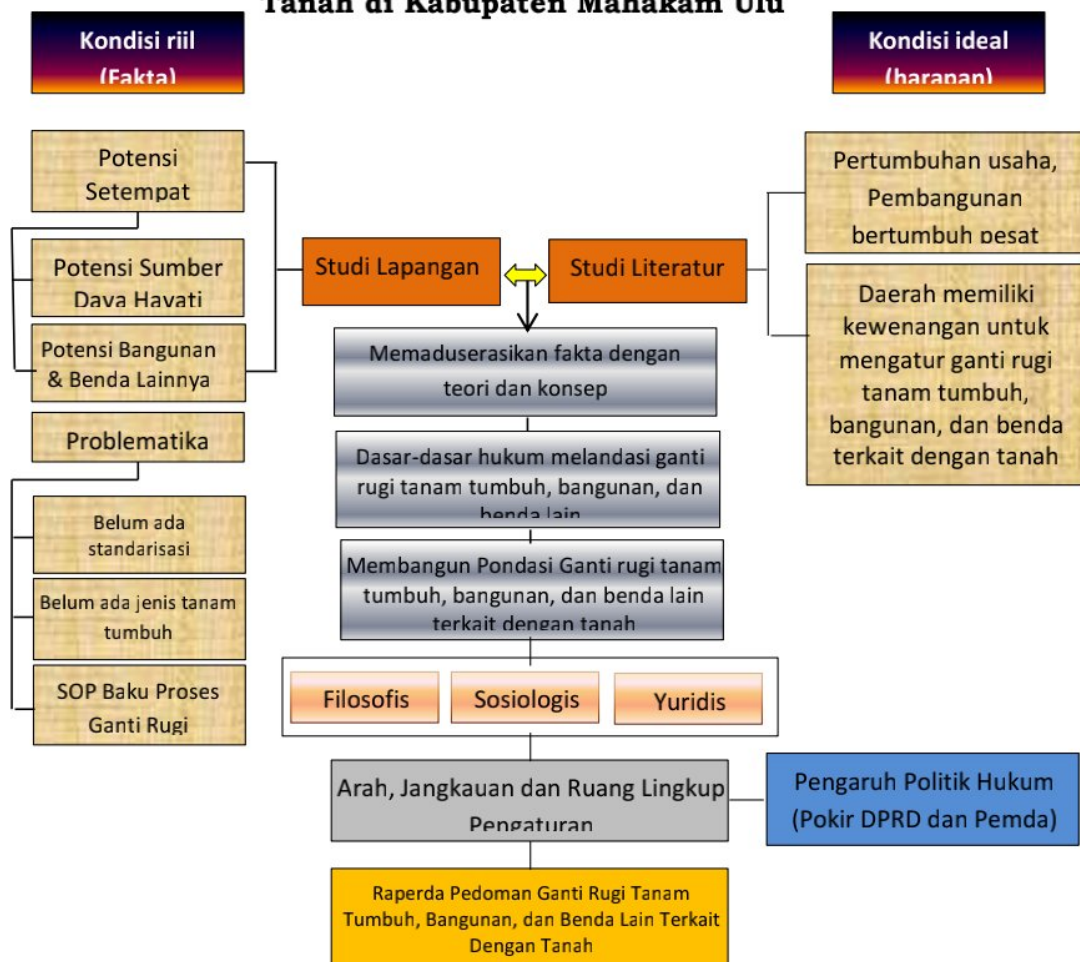 Tanah di Kabupaten Mahakam Ulu
Kondisi riil
(Fakta)
Kondisi ideal
(harapan)
Potensi
Setempat
Potensi Sumber
Daya Hayati
Potensi Bangunan
& Benda Lainnya
Problematika
Belum ada
standarisasi
Belum ada jenis tanam
tumbuh
SOP Baku Proses
Ganti Rugi
Studi Lapangan
Studi Literatur
Pertumbuhan usaha,
Pembangunan
bertumbuh pesat
Daerah memiliki
kewenangan untuk
mengatur ganti rugi
tanam tumbuh,
bangunan, dan benda
terkait dengan tanah
Memaduserasikan fakta dengan
teori dan konsep
Dasar-dasar hukum melandasi ganti
rugi tanam tumbuh, bangunan, dan
benda lain
Membangun Pondasi Ganti rugi tanam
tumbuh, bangunan, dan benda lain
terkait dengan tanah
Filosofis
Sosiologis
Yuridis
Arah, Jangkauan dan Ruang Lingkup
Pengaturan
Pengaruh Politik Hukum
(Pokir DPRD dan Pemda)
Raperda Pedoman Ganti Rugi Tanam
Tumbuh, Bangunan, dan Benda Lain Terkait
Dengan Tanah